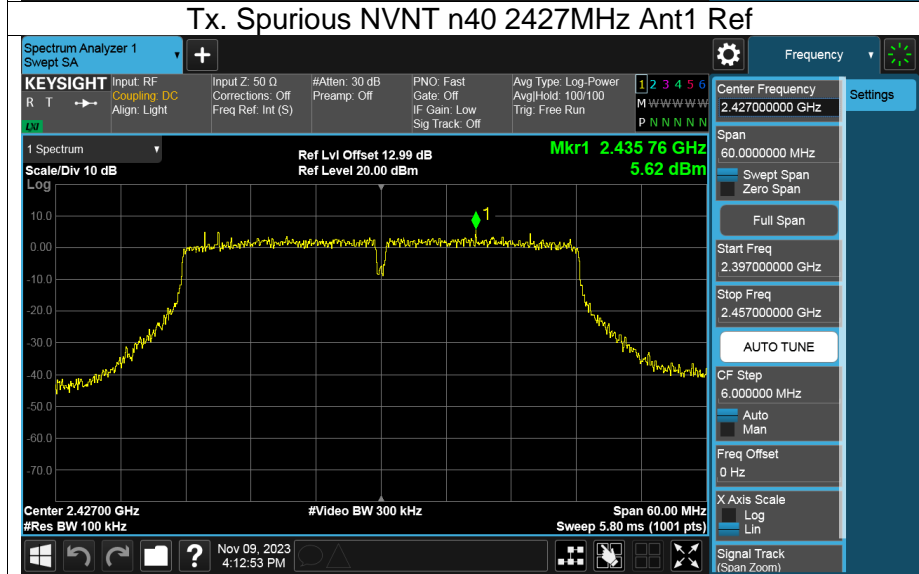 Tx. Spurious NVNT n40 2427MHz Ant1 Ref
Spectrum Analyzer 1
Swept SA
+
Frequency
KEYSIGHT
R T
LXI
Input: RF
Coupling: DC
Align: Light
Input Z: 50 Ω
Corrections: Off
Freq Ref: Int (S)
#Atten: 30 dB
Preamp: Off
PNO: Fast
Gate: Off
IF Gain: Low
Sig Track: Off
Avg Type: Log-Power
Avg|Hold: 100/100
Trig: Free Run
1 2 3 4 5 6
M W W W W W
P N N N N N
1 Spectrum
Scale/Div 10 dB
Log
Ref Lvl Offset 12.99 dB
Ref Level 20.00 dBm
Mkr1 2.435 76 GHz
5.62 dBm
1
10.0
0.00
-10.0
-20.0
-30.0
-40.0
-50.0
-60.0
-70.0
Center 2.42700 GHz
#Res BW 100 kHz
#Video BW 300 kHz
Span 60.00 MHz
Sweep 5.80 ms (1001 pts)
?
Nov 09, 2023
4:12:53 PM
Center Frequency
2.427000000 GHz
Settings
Span
60.0000000 MHz
Swept Span
Zero Span
Full Span
Start Freq
2.397000000 GHz
Stop Freq
2.457000000 GHz
AUTO TUNE
CF Step
6.000000 MHz
Auto
Man
Freq Offset
0 Hz
X Axis Scale
Log
Lin
Signal Track
(Span Zoom)